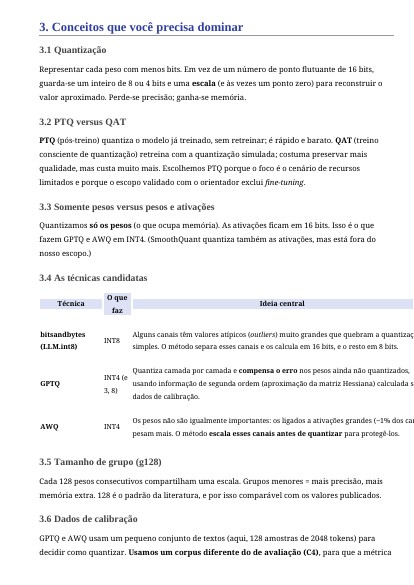 3. Conceitos que você precisa dominar
3.1 Quantização
Representar cada peso com menos bits. Em vez de um número de ponto flutuante de 16 bits,
guarda-se um inteiro de 8 ou 4 bits e uma escala (e às vezes um ponto zero) para reconstruir o
valor aproximado. Perde-se precisão; ganha-se memória.
3.2 PTQ versus QAT
PTQ (pós-treino) quantiza o modelo já treinado, sem retreinar; é rápido e barato. QAT (treino
consciente de quantização) retreina com a quantização simulada; costuma preservar mais
qualidade, mas custa muito mais. Escolhemos PTQ porque o foco é o cenário de recursos
limitados e porque o escopo validado com o orientador exclui fine-tuning.
3.3 Somente pesos versus pesos e ativações
Quantizamos só os pesos (o que ocupa memória). As ativações ficam em 16 bits. Isso é o que
fazem GPTQ e AWQ em INT4. (SmoothQuant quantiza também as ativações, mas está fora do
nosso escopo.)
3.4 As técnicas candidatas
Técnica O que faz Ideia central
bitsandbytes (LLM.int8) INT8 Alguns canais têm valores atípicos (outliers) muito grandes que quebram a
simples. O método separa esses canais e os calcula em 16 bits, e o resto em 8 bits.
GPTQ INT4 (e 3, 8) Quantiza camada por camada e compensa o erro nos pesos ainda não quantizados,
usando informação de segunda ordem (aproximação da matriz Hessiana) calculada
dados de calibração.
AWQ INT4 Os pesos não são igualmente importantes: os ligados a ativações grandes (~1% dos
pesam mais. O método escala esses canais antes de quantizar para protegê-los.
3.5 Tamanho de grupo (g128)
Cada 128 pesos consecutivos compartilham uma escala. Grupos menores = mais precisão, mais
memória extra. 128 é o padrão da literatura, e por isso comparável com os valores publicados.
3.6 Dados de calibração
GPTQ e AWQ usam um pequeno conjunto de textos (aqui, 128 amostras de 2048 tokens) para
decidir como quantizar. Usamos um corpus diferente do de avaliação (C4), para que a métrica